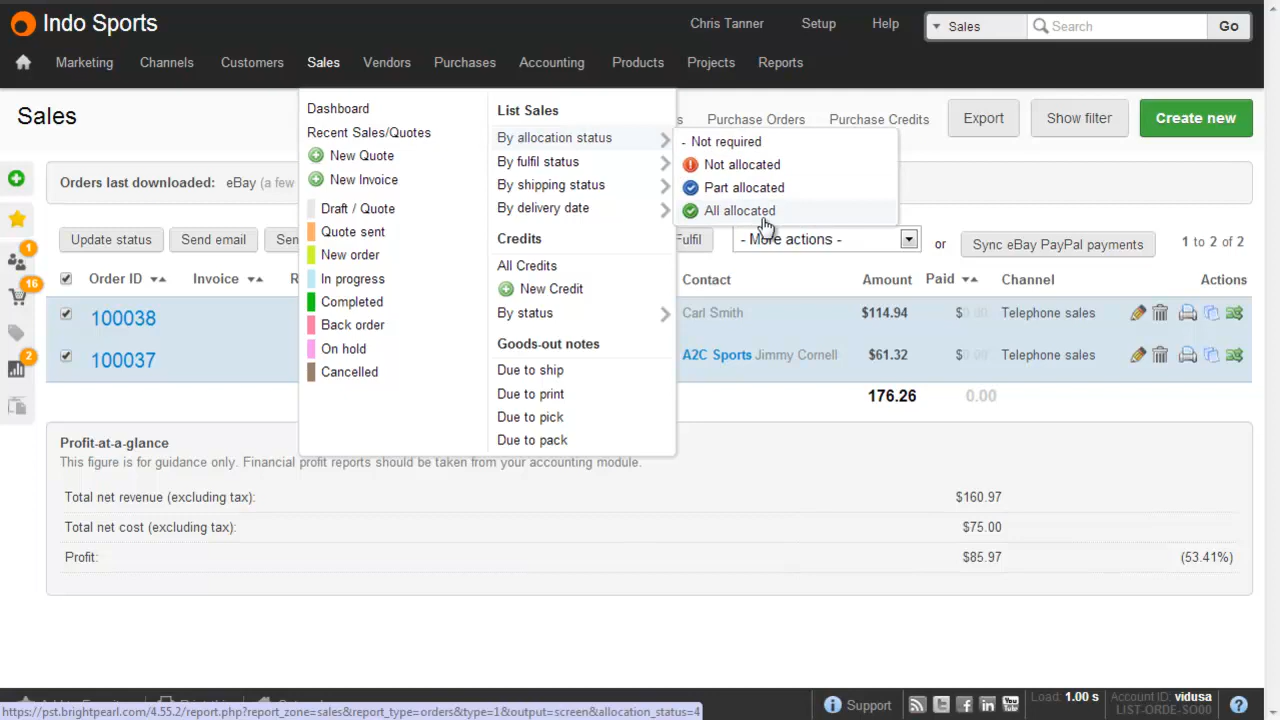 Indo Sports
Chris Tanner Setup Help Sales Search Go
Marketing Channels Customers Sales Vendors Purchases Accounting Products Projects Reports
Sales
Purchase Orders Purchase Credits Export Show filter Create new
Dashboard
Recent Sales/Quotes
New Quote
New Invoice
Draft / Quote
Quote sent
New order
In progress
Completed
Back order
On hold
Cancelled
List Sales
By allocation status
By fulfil status
By shipping status
By delivery date
Credits
All Credits
New Credit
By status
Goods-out notes
Due to ship
Due to print
Due to pick
Due to pack
- Not required
Not allocated
Part allocated
All allocated
Orders last downloaded: eBay (a few
Update status Send email Sen Fulfil - More actions - or Sync eBay PayPal payments 1 to 2 of 2
Order ID Invoice R Contact Amount Paid Channel Actions
100038 Carl Smith $114.94 Telephone sales
100037 A2C Sports Jimmy Cornell $61.32 Telephone sales
176.26 0.00
1
16
2
Profit-at-a-glance
This figure is for guidance only. Financial profit reports should be taken from your accounting module.
Total net revenue (excluding tax): $160.97
Total net cost (excluding tax): $75.00
Profit: $85.97 (53.41%)
Support Load: 1.00 s Account ID: vidusa
LIST-ORDE-SO00
https://pst.brightpearl.com/4.55.2/report.php?report_zone=sales&report_type=orders&type=1&output=screen&allocation_status=4